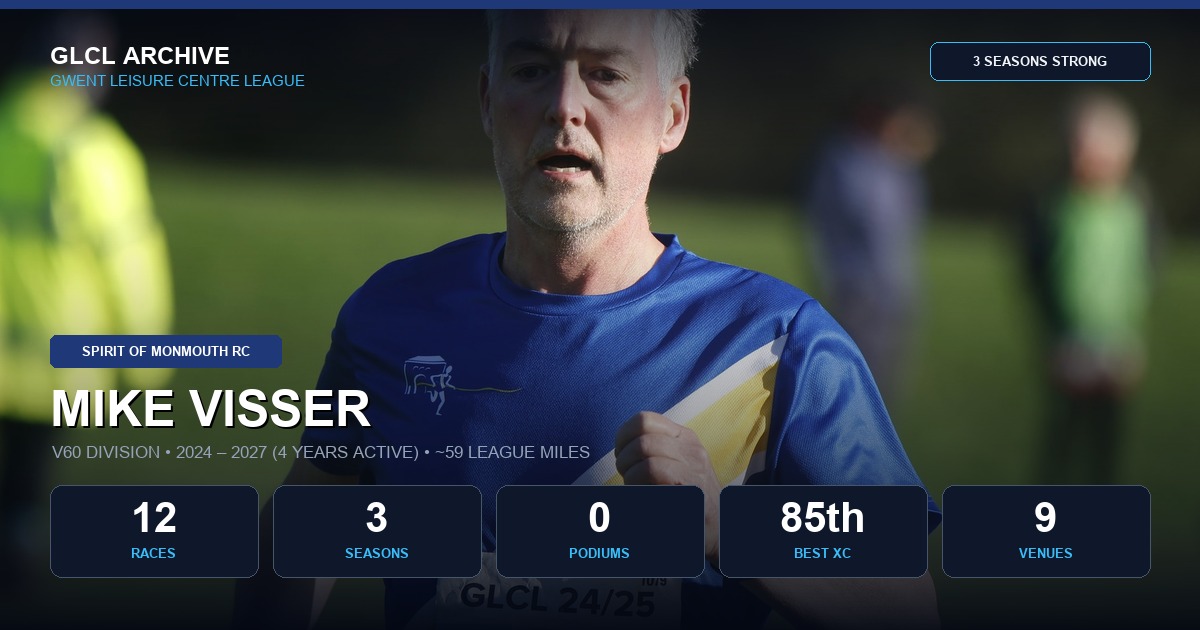 GLCL ARCHIVE
GWENT LEISURE CENTRE LEAGUE
3 SEASONS STRONG
SPIRIT OF MONMOUTH RC
MIKE VISSER
V60 DIVISION • 2024 – 2027 (4 YEARS ACTIVE) • ~59 LEAGUE MILES
12
RACES
3
SEASONS
0
PODIUMS
85th
BEST XC
9
VENUES
GLCL 24/25